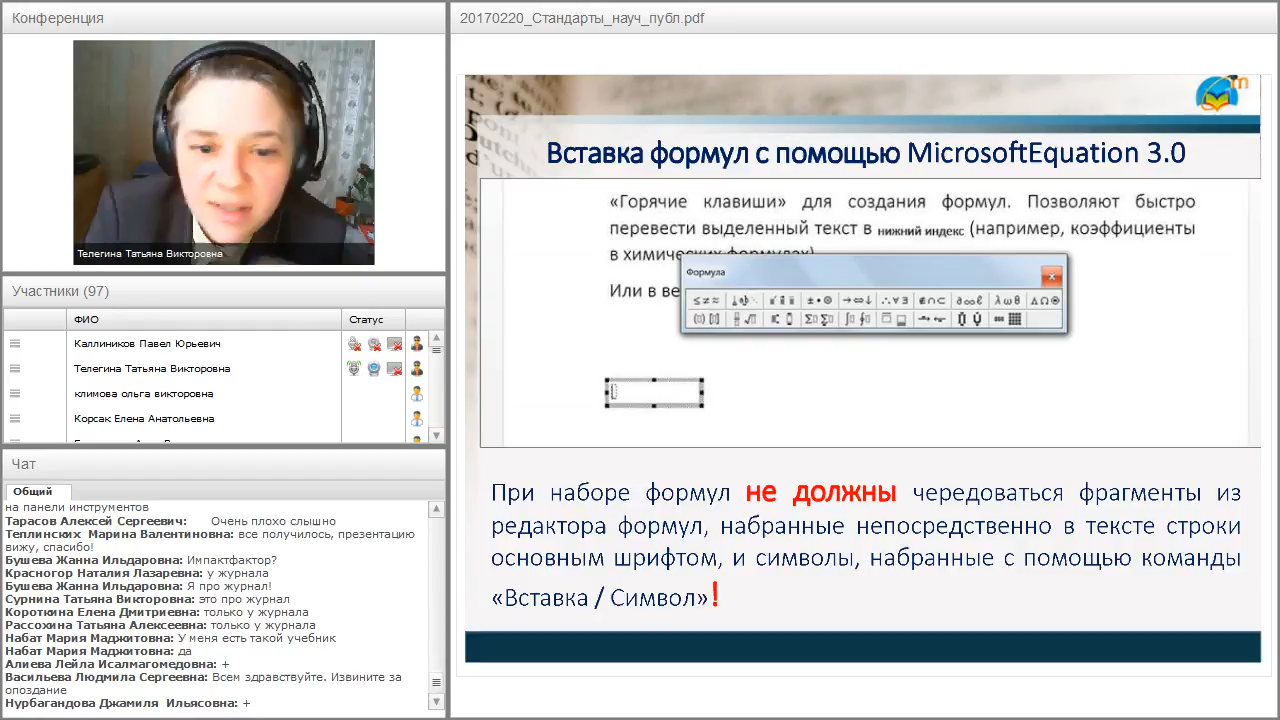 Конференция
Телегина Татьяна Викторовна
Участники (97)
ФИО
Статус
Каллиников Павел Юрьевич
Телегина Татьяна Викторовна
климова ольга викторовна
Корсак Елена Анатольевна
Чат
Общий
на панели инструментов
Тарасов Алексей Сергеевич: Очень плохо слышно
Теплинских Марина Валентиновна: все получилось, презентацию
вижу, спасибо!
Бушева Жанна Ильдаровна: Импактфактор?
Красногор Наталия Лазаревна: у журнала
Бушева Жанна Ильдаровна: Я про журнал!
Сурнина Татьяна Викторовна: это про журнал
Короткина Елена Дмитриевна: только у журнала
Рассохина Татьяна Алексеевна: только у журнала
Набат Мария Маджитовна: У меня есть такой учебник
Набат Мария Маджитовна: да
Алиева Лейла Исалмагомедовна: +
Васильева Людмила Сергеевна: Всем здравствуйте. Извините за
опоздание
Нурбагандова Джамиля Ильясовна: +
20170220_Стандарты_науч_публ.pdf
Вставка формул с помощью MicrosoftEquation 3.0
«Горячие клавиши» для создания формул. Позволяют быстро
перевести выделенный текст в нижний индекс (например, коэффициенты
в химических формулах)
Или в ве
Формула
При наборе формул не должны чередоваться фрагменты из
редактора формул, набранные непосредственно в тексте строки
основным шрифтом, и символы, набранные с помощью команды
«Вставка / Символ»!